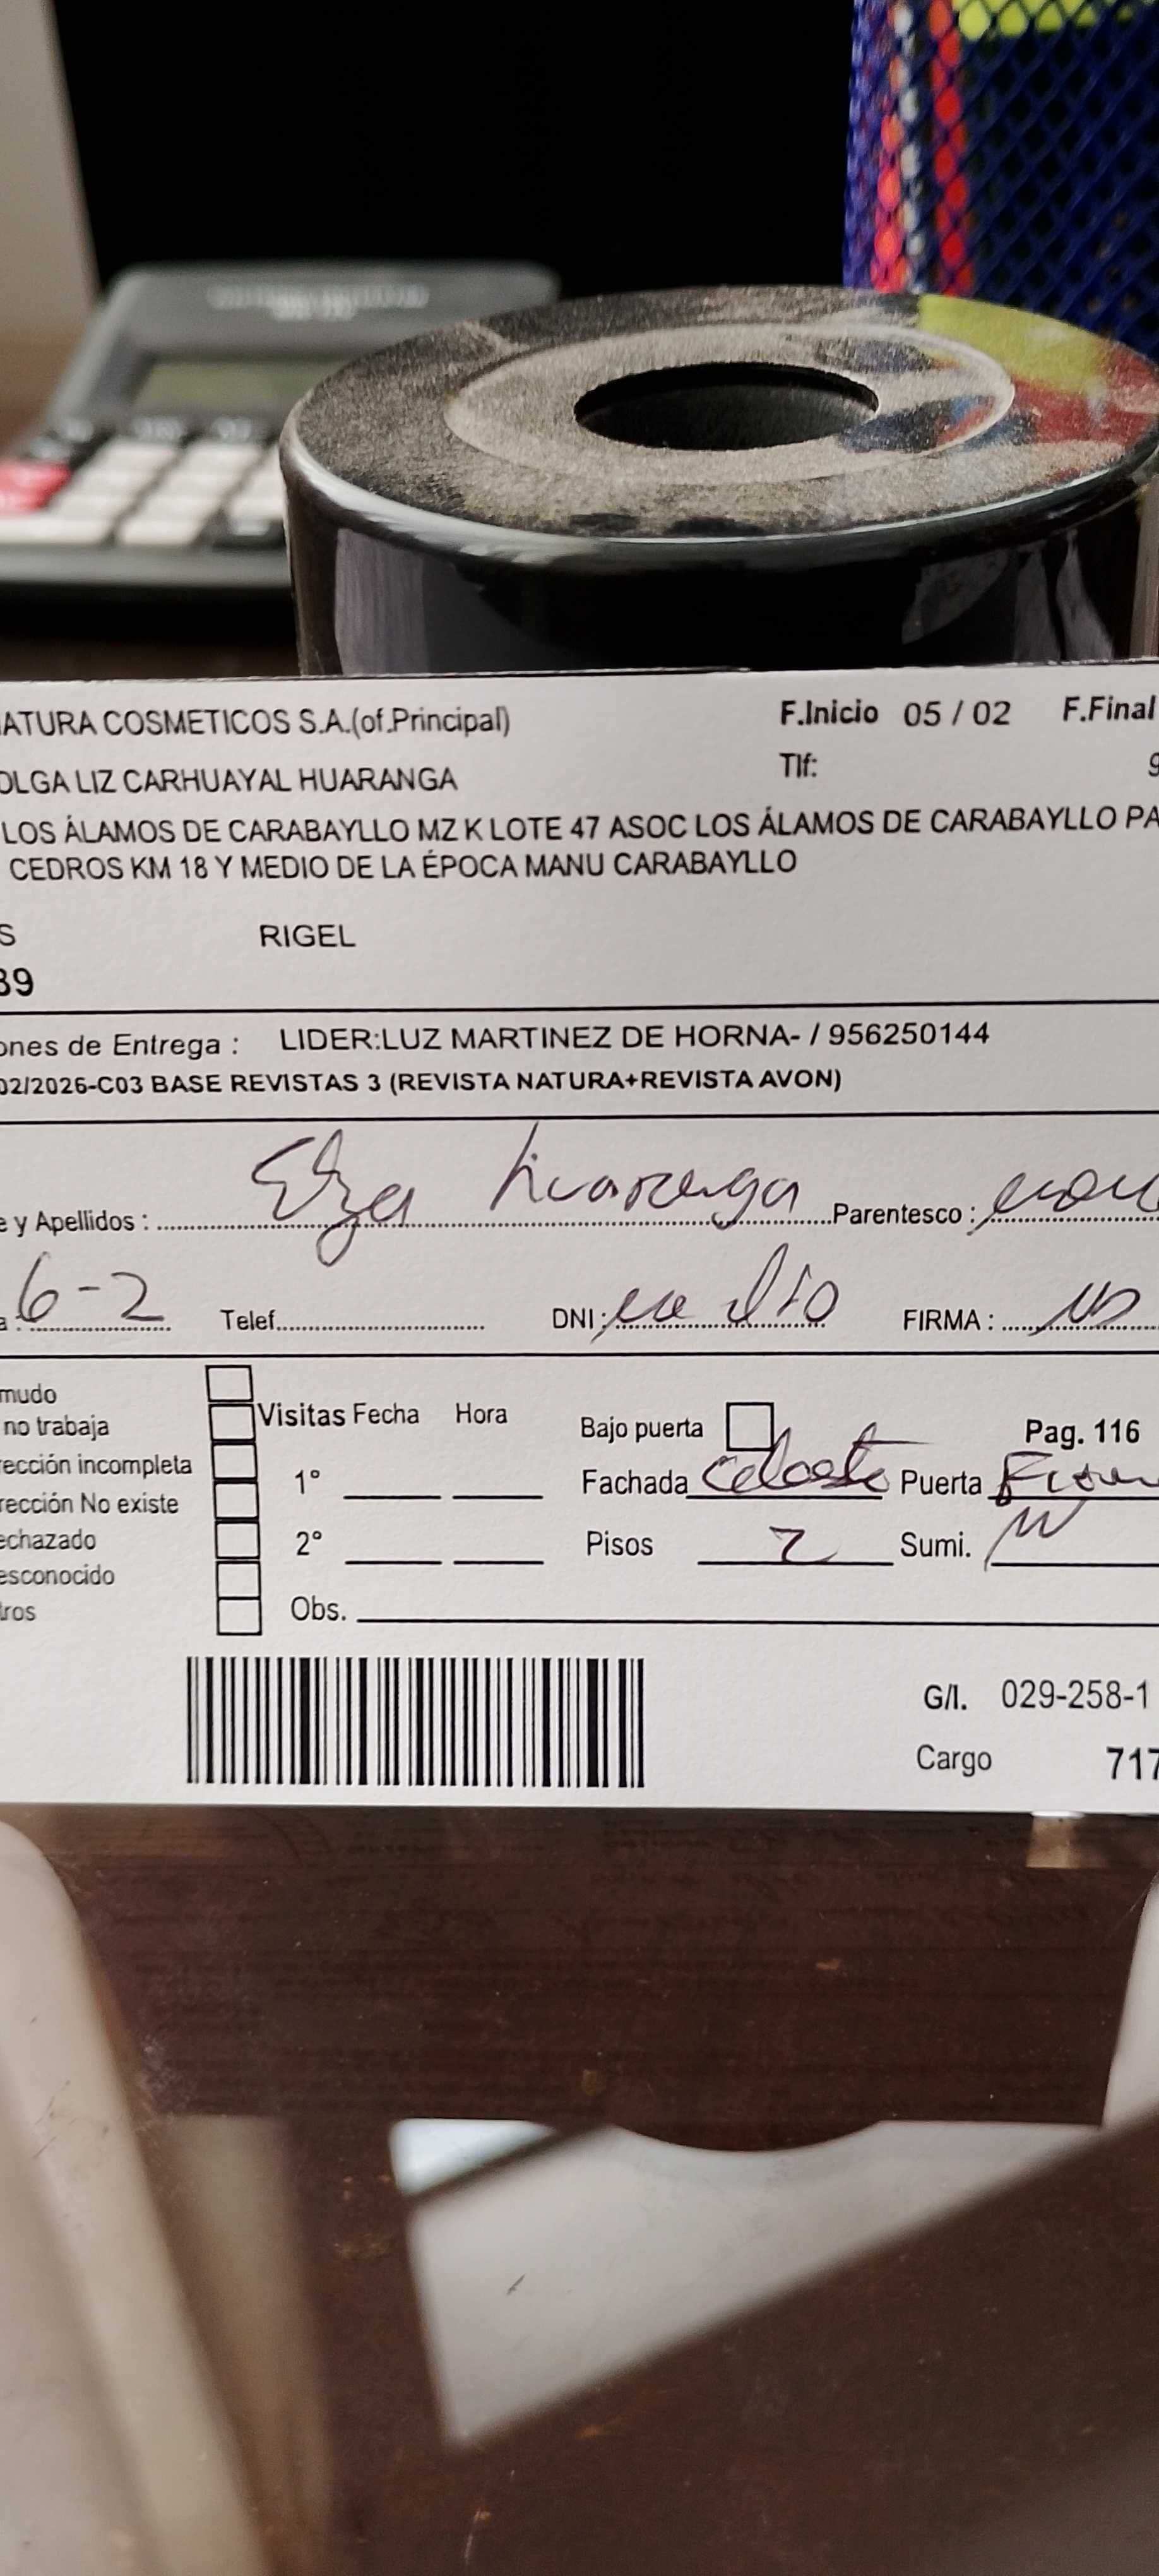 NATURA COSMETICOS S.A.(of.Principal) F.Inicio 05 / 02 F.Final
OLGA LIZ CARHUAYAL HUARANGA Tlf: 9
LOS ÁLAMOS DE CARABAYLLO MZ K LOTE 47 ASOC LOS ÁLAMOS DE CARABAYLLO PA
CEDROS KM 18 Y MEDIO DE LA ÉPOCA MANU CARABAYLLO
S RIGEL
39
ones de Entrega : LIDER:LUZ MARTINEZ DE HORNA- / 956250144
02/2026-C03 BASE REVISTAS 3 (REVISTA NATURA+REVISTA AVON)
e y Apellidos : Elza Huaranga Parentesco :
a : 6-2 Telef. DNI: no dio FIRMA :
mudo
no trabaja Visitas Fecha Hora Bajo puerta Pag. 116
rección incompleta 1° Fachada Celeste Puerta
rección No existe
echazado 2° Pisos 2 Sumi.
esconocido
tros Obs.
G/I. 029-258-1
Cargo 717